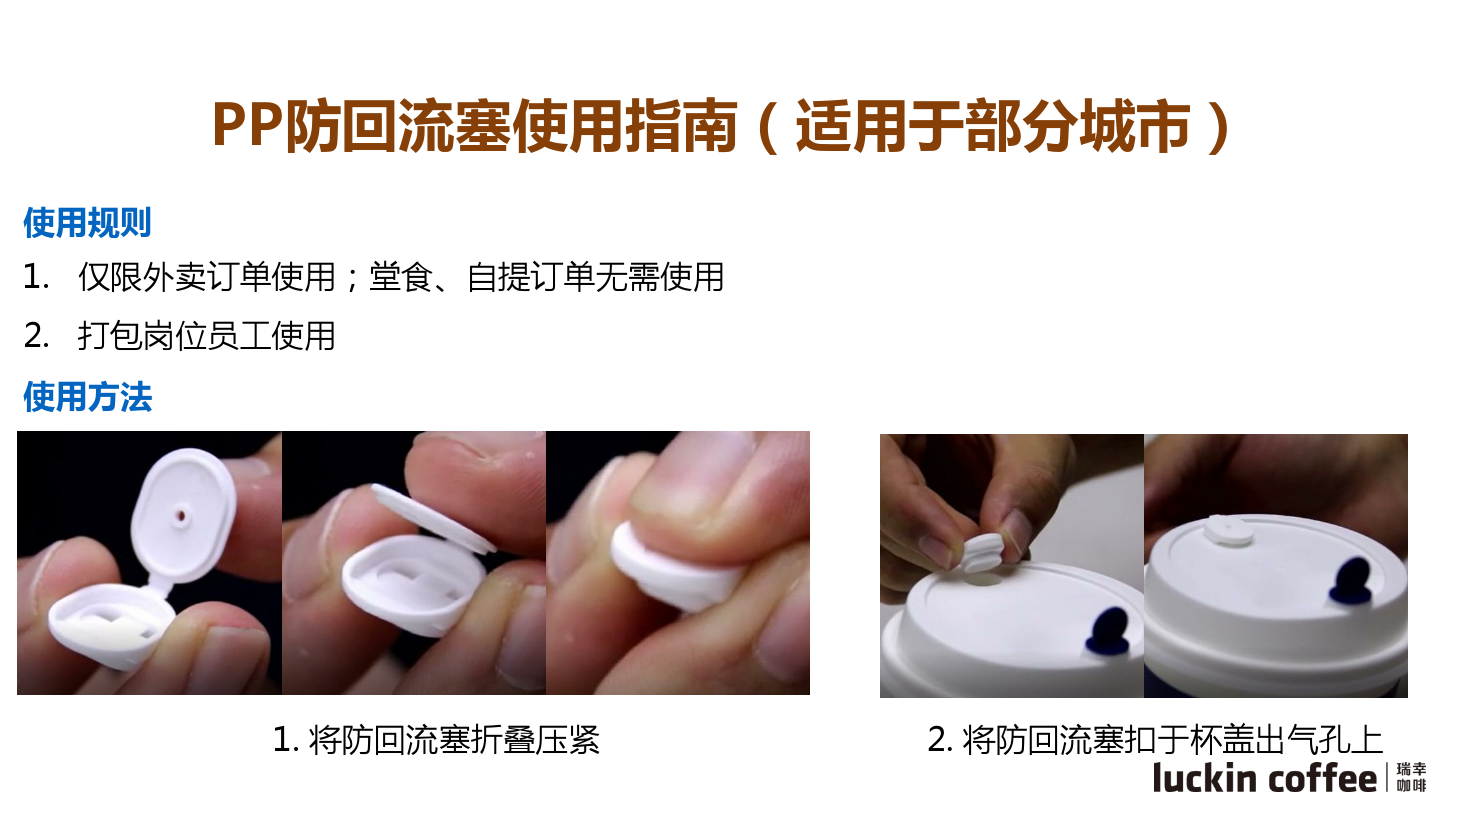 PP防回流塞使用指南（适用于部分城市）
使用规则
1. 仅限外卖订单使用；堂食、自提订单无需使用
2. 打包岗位员工使用
使用方法
1. 将防回流塞折叠压紧
2. 将防回流塞扣于杯盖出气孔上
luckin coffee | 瑞幸
咖啡